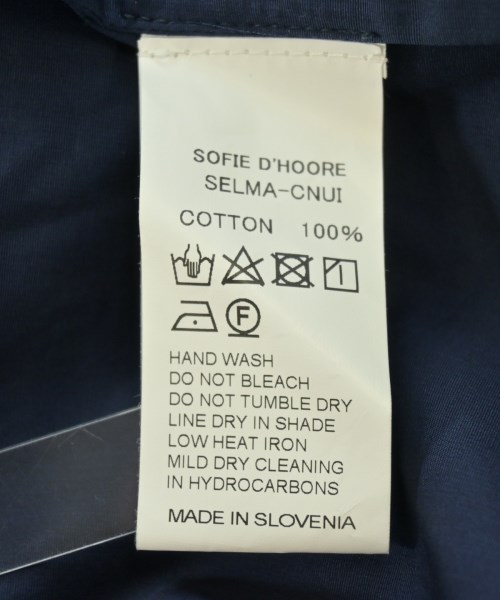 SOFIE D'HOORE
SELMA-CNUI
COTTON 100%
F
HAND WASH
DO NOT BLEACH
DO NOT TUMBLE DRY
LINE DRY IN SHADE
LOW HEAT IRON
MILD DRY CLEANING
IN HYDROCARBONS
MADE IN SLOVENIA